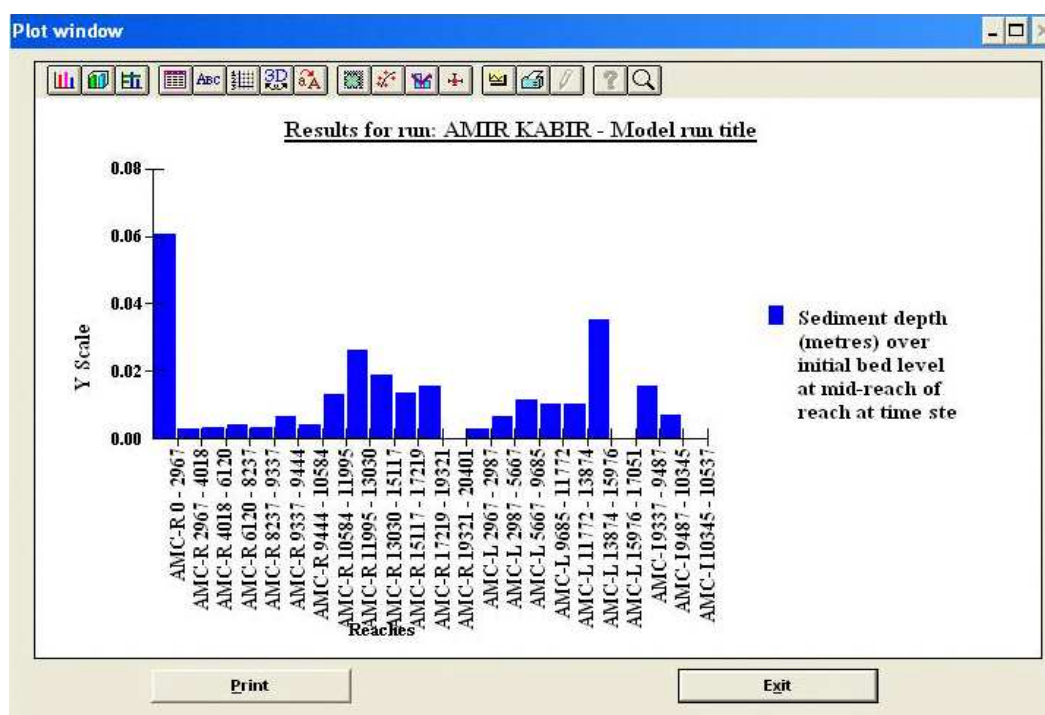 Plot window
ABC
3D
aA
?
Results for run: AMIR KABIR - Model run title
0.08
0.06
0.04
0.02
0.00
Y Scale
AMC-R 0 - 2967
AMC-R 2967 - 4018
AMC-R 4018 - 6120
AMC-R 6120 - 8237
AMC-R 8237 - 9337
AMC-R 9337 - 9444
AMC-R 9444 - 10584
AMC-R 10584 - 11995
AMC-R 11995 - 13030
AMC-R 13030 - 15117
AMC-R 15117 - 17219
AMC-R 17219 - 19321
AMC-R 19321 - 20401
AMC-L 2967 - 2987
AMC-L 2987 - 5667
AMC-L 5667 - 9685
AMC-L 9685 - 11772
AMC-L 11772 - 13874
AMC-L 13874 - 15976
AMC-L 15976 - 17051
AMC-I 9337 - 9487
AMC-I 9487 - 10345
AMC-I 10345 - 10537
Reaches
Sediment depth
(metres) over
initial bed level
at mid-reach of
reach at time ste
Print
Exit